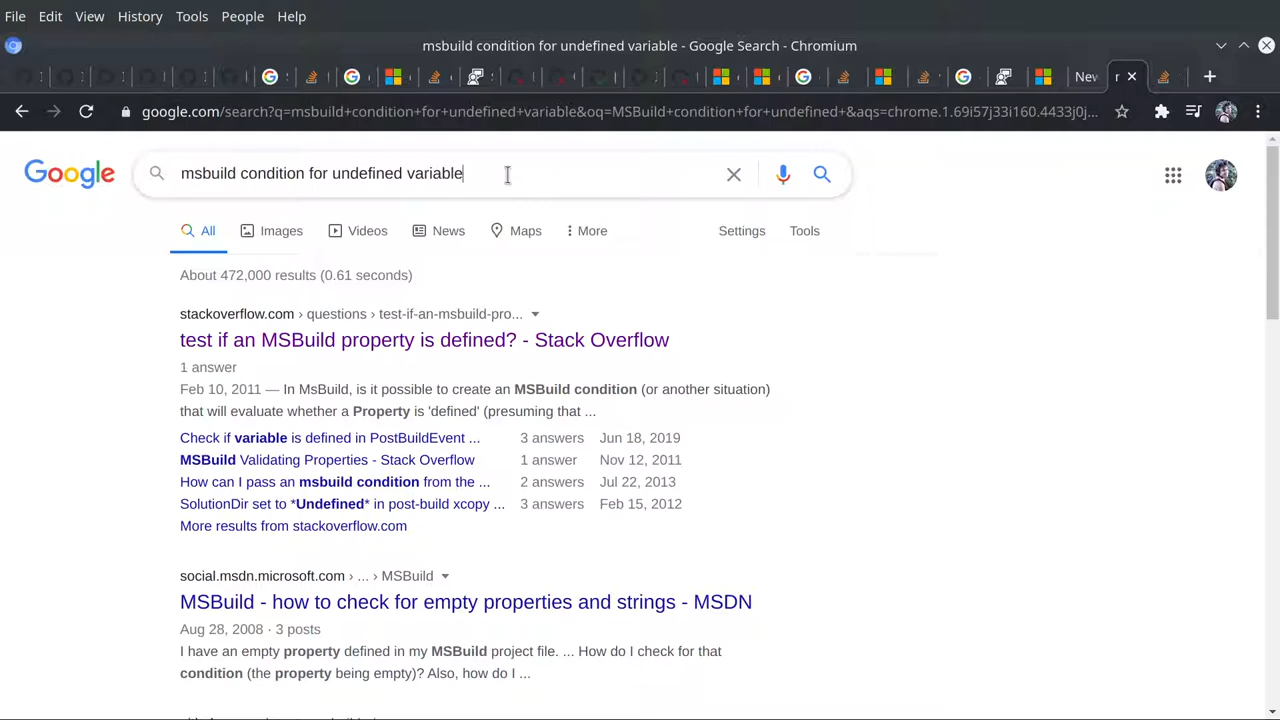 File Edit View History Tools People Help
msbuild condition for undefined variable - Google Search - Chromium
New
google.com/search?q=msbuild+condition+for+undefined+variable&oq=MSBuild+condition+for+undefined+&aqs=chrome.1.69i57j33i160.4433j0j...
Google
msbuild condition for undefined variable
All Images Videos News Maps More Settings Tools
About 472,000 results (0.61 seconds)
stackoverflow.com › questions › test-if-an-msbuild-pro...
test if an MSBuild property is defined? - Stack Overflow
1 answer
Feb 10, 2011 — In MsBuild, is it possible to create an MSBuild condition (or another situation)
that will evaluate whether a Property is 'defined' (presuming that ...
Check if variable is defined in PostBuildEvent ... 3 answers Jun 18, 2019
MSBuild Validating Properties - Stack Overflow 1 answer Nov 12, 2011
How can I pass an msbuild condition from the ... 2 answers Jul 22, 2013
SolutionDir set to *Undefined* in post-build xcopy ... 3 answers Feb 15, 2012
More results from stackoverflow.com
social.msdn.microsoft.com › ... › MSBuild
MSBuild - how to check for empty properties and strings - MSDN
Aug 28, 2008 · 3 posts
I have an empty property defined in my MSBuild project file. ... How do I check for that
condition (the property being empty)? Also, how do I ...